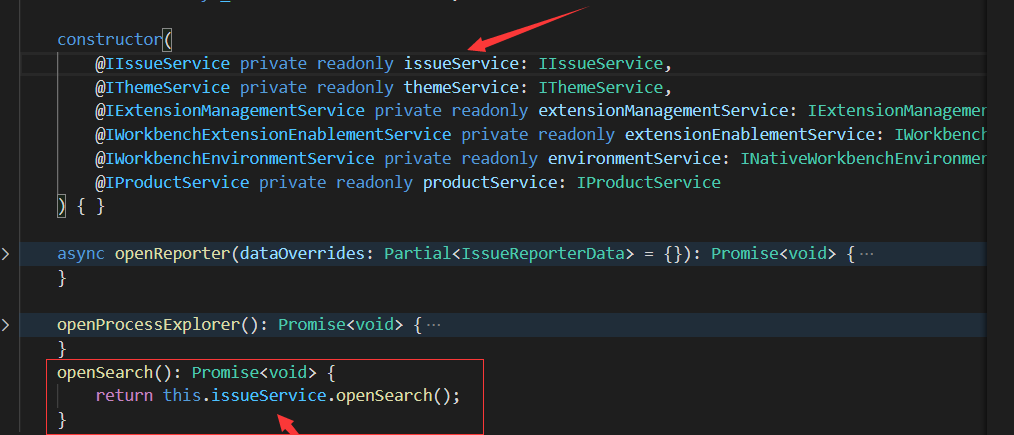 constructor(
@IIssueService private readonly issueService: IIssueService,
@IThemeService private readonly themeService: IThemeService,
@IExtensionManagementService private readonly extensionManagementService: IExtensionManagemen
@IWorkbenchExtensionEnablementService private readonly extensionEnablementService: IWorkbench
@IWorkbenchEnvironmentService private readonly environmentService: INativeWorkbenchEnvironmen
@IProductService private readonly productService: IProductService
) { }
async openReporter(dataOverrides: Partial<IssueReporterData> = {}): Promise<void> {···
}
openProcessExplorer(): Promise<void> {···
}
openSearch(): Promise<void> {
return this.issueService.openSearch();
}